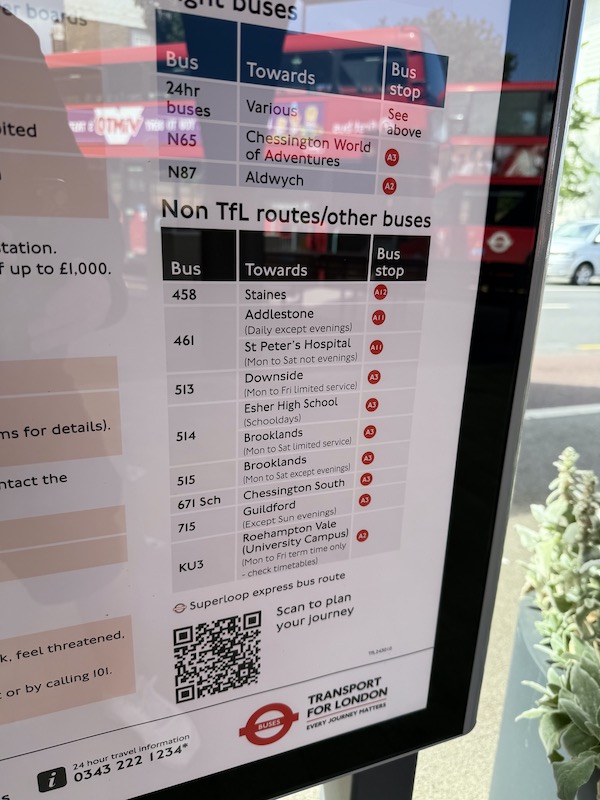 er boards
ight buses
Bus Towards Bus stop
24hr buses Various See above
N65 Chessington World of Adventures A3
N87 Aldwych A2
bited
Non TfL routes/other buses
Bus Towards Bus stop
458 Staines A12
461 Addlestone (Daily except evenings) A11
St Peter's Hospital (Mon to Sat not evenings) A11
513 Downside (Mon to Fri limited service) A3
514 Esher High School (Schooldays) A3
Brooklands (Mon to Sat limited service) A3
515 Brooklands (Mon to Sat except evenings) A3
671 Sch Chessington South A3
715 Guildford (Except Sun evenings) A3
KU3 Roehampton Vale (University Campus) (Mon to Fri term time only - check timetables) A2
tation.
f up to £1,000.
ms for details).
ntact the
k, feel threatened,
t or by calling 101.
Superloop express bus route
Scan to plan
your journey
BUSES
TRANSPORT
FOR LONDON
EVERY JOURNEY MATTERS
24 hour travel information
0343 222 1234*